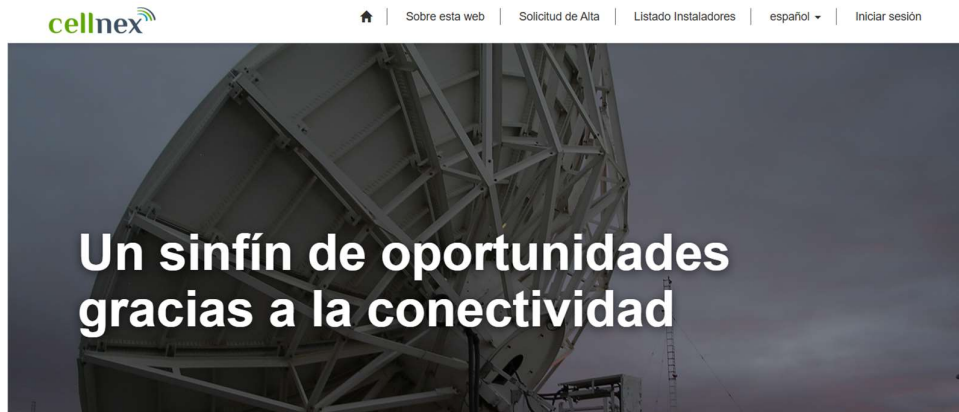 cellnex
Sobre esta web
Solicitud de Alta
Listado Instaladores
español
Iniciar sesión
Un sinfín de oportunidades
gracias a la conectividad